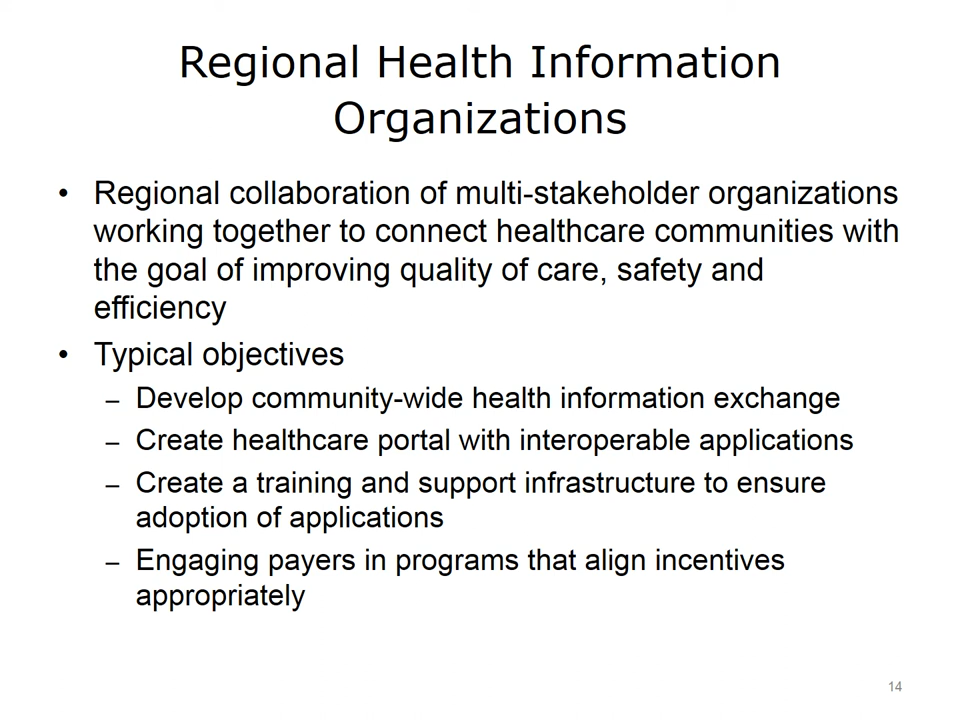 Regional Health Information
Organizations
• Regional collaboration of multi-stakeholder organizations
working together to connect healthcare communities with
the goal of improving quality of care, safety and
efficiency
• Typical objectives
– Develop community-wide health information exchange
– Create healthcare portal with interoperable applications
– Create a training and support infrastructure to ensure
adoption of applications
– Engaging payers in programs that align incentives
appropriately
14